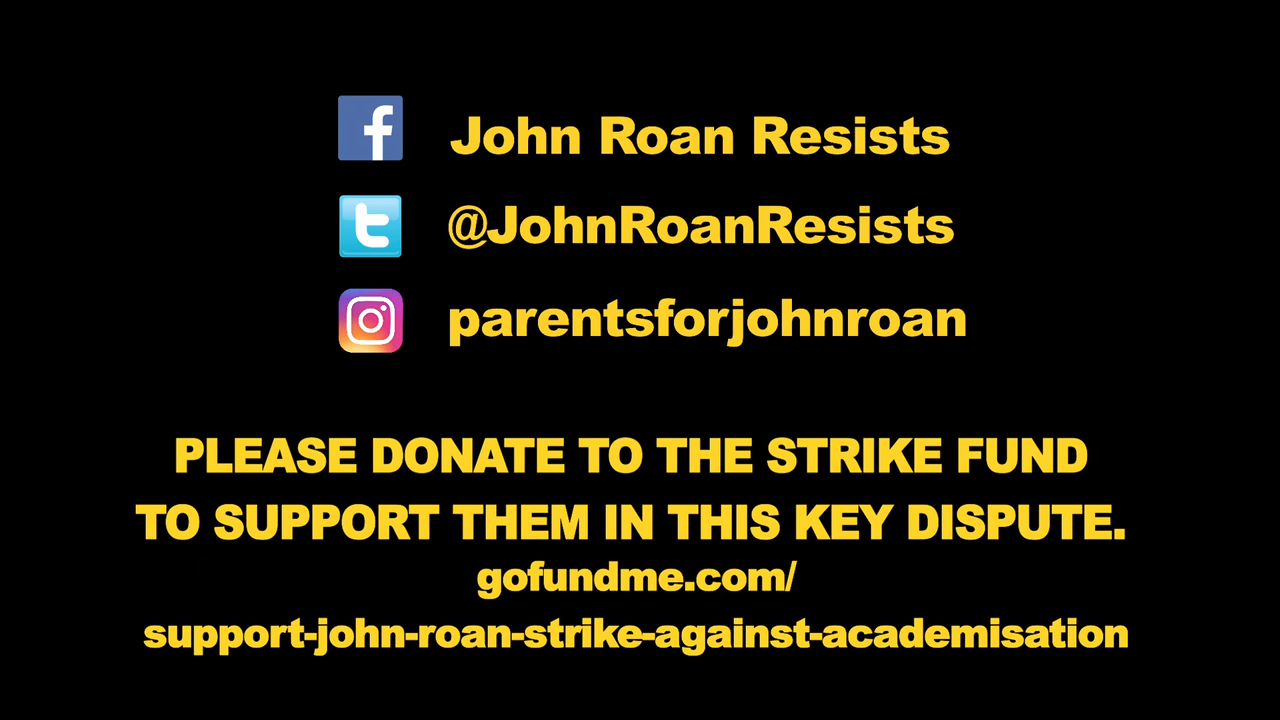 John Roan Resists
@JohnRoanResists
parentsforjohnroan
PLEASE DONATE TO THE STRIKE FUND
TO SUPPORT THEM IN THIS KEY DISPUTE.
gofundme.com/
support-john-roan-strike-against-academisation